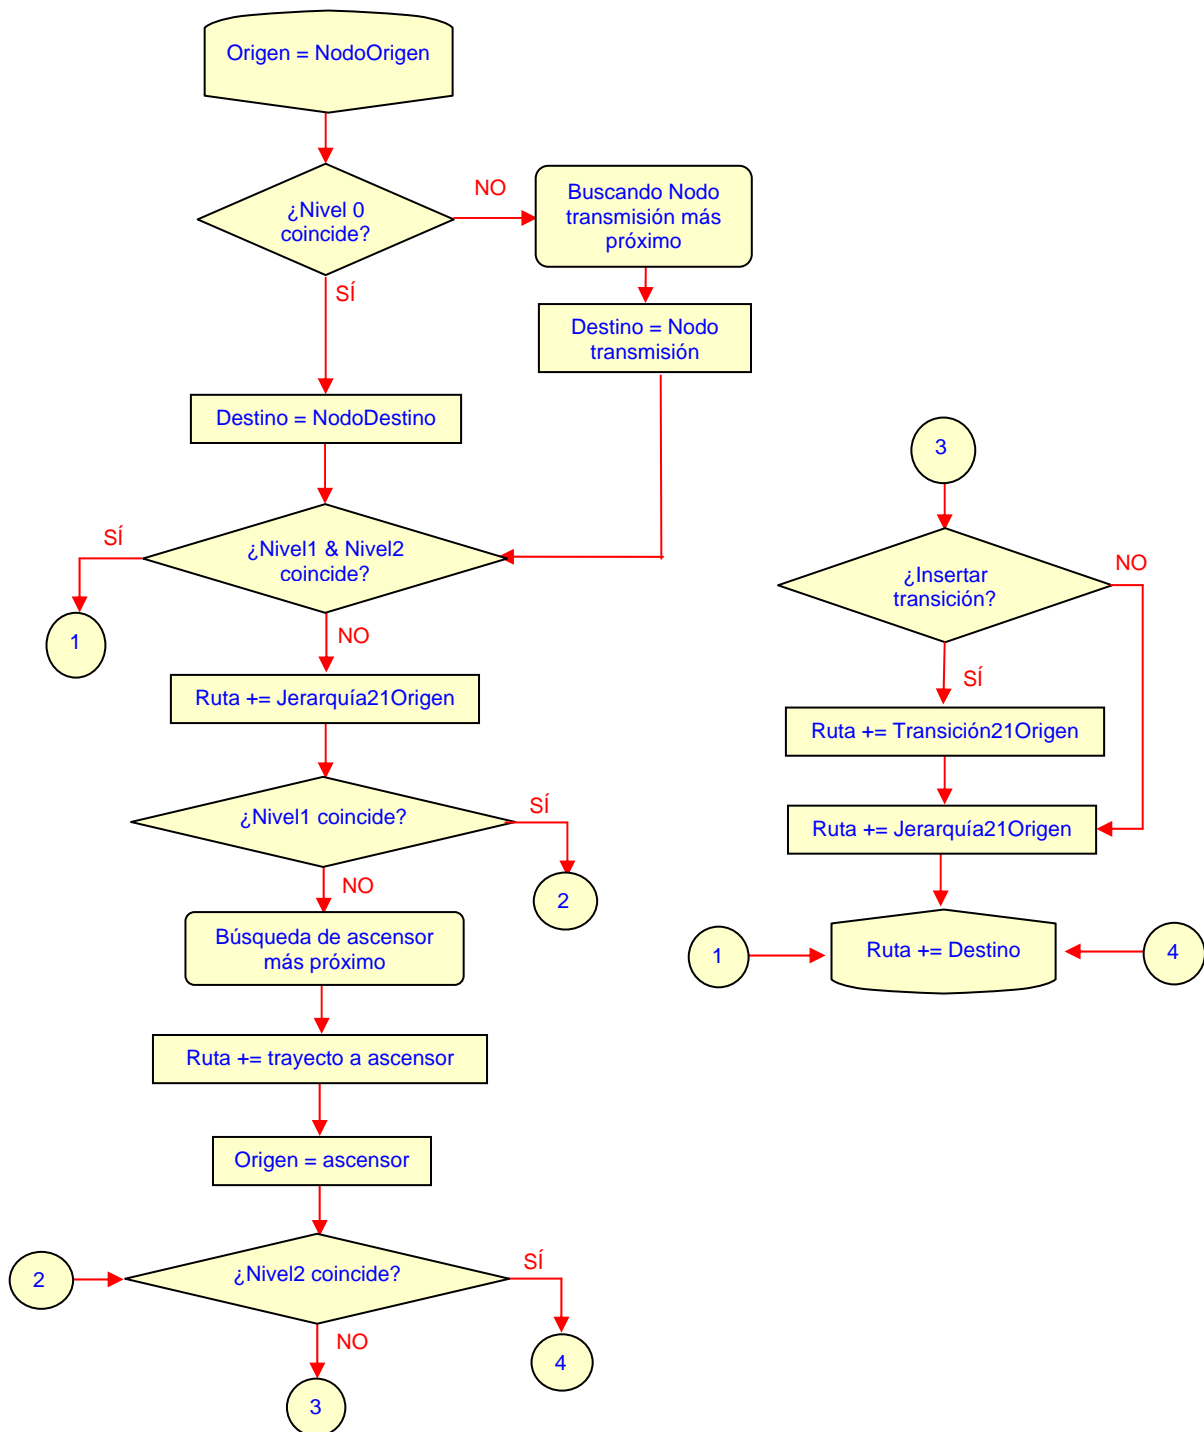 Origen = NodoOrigen
¿Nivel 0
coincide?
NO
Buscando Nodo
transmisión más
próximo
SÍ
Destino = Nodo
transmisión
Destino = NodoDestino
¿Nivel1 & Nivel2
coincide?
SÍ
1
NO
Ruta += Jerarquía21Origen
¿Nivel1 coincide?
SÍ
2
NO
Búsqueda de ascensor
más próximo
Ruta += trayecto a ascensor
Origen = ascensor
2
¿Nivel2 coincide?
SÍ
4
NO
3
3
¿Insertar
transición?
NO
SÍ
Ruta += Transición21Origen
Ruta += Jerarquía21Origen
1
Ruta += Destino
4